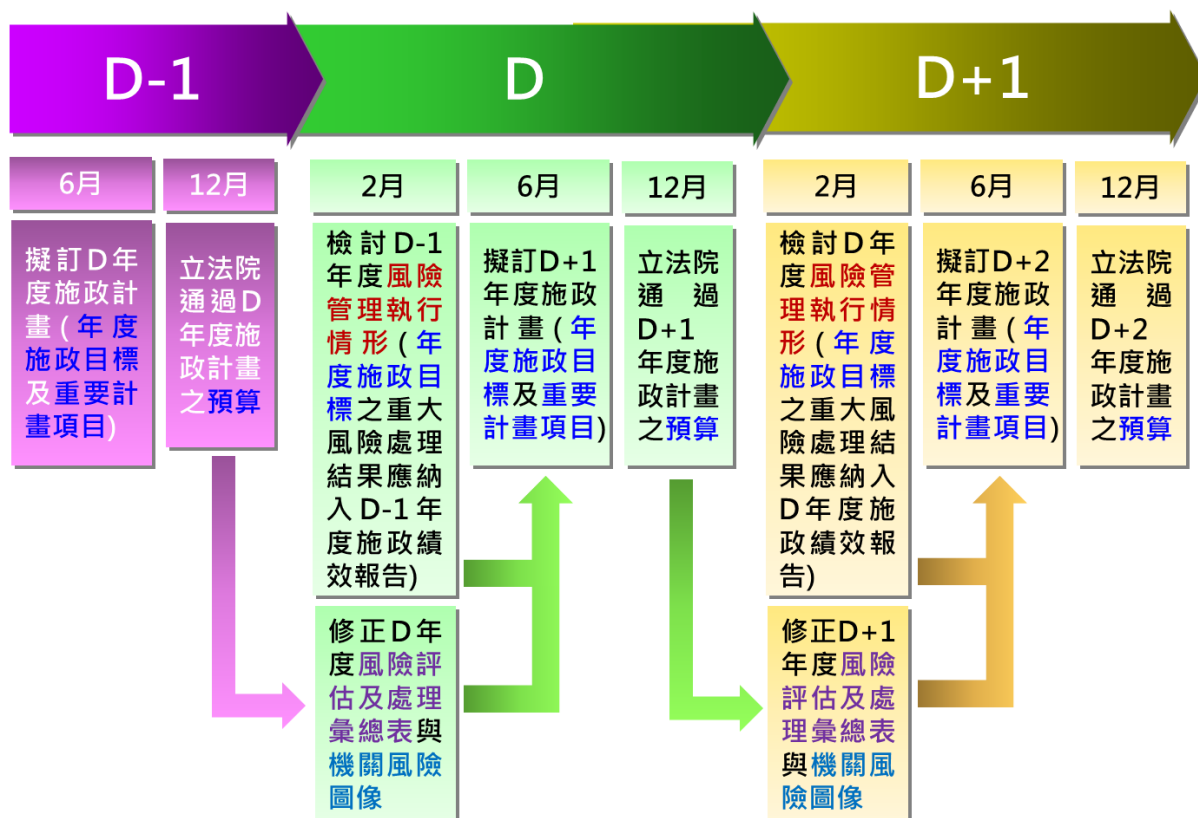 D-1
D
D+1
6月
12月
2月
6月
12月
2月
6月
12月
擬訂D年
度施政計
畫(年度
施政目標
及重要計
畫項目)
立法院
通過D
年度施
政計畫
之預算
檢討D-1
年度風險
管理執行
情形(年
度施政目
標之重大
風險處理
結果應納
入D-1年
度施政績
效報告)
修正D年
度風險評
估及處理
彙總表與
機關風險
圖像
擬訂D+1
年度施政
計畫(年
度施政目
標及重要
計畫項目)
立法院
通過
D+1
年度施
政計畫
之預算
檢討D年
度風險管
理執行情
形(年度
施政目標
之重大風
險處理結
果應納入
D年度施
政績效報
告)
修正D+1
年度風險
評估及處
理彙總表
與機關風
險圖像
擬訂D+2
年度施政
計畫(年
度施政目
標及重要
計畫項目)
立法院
通過
D+2
年度施
政計畫
之預算